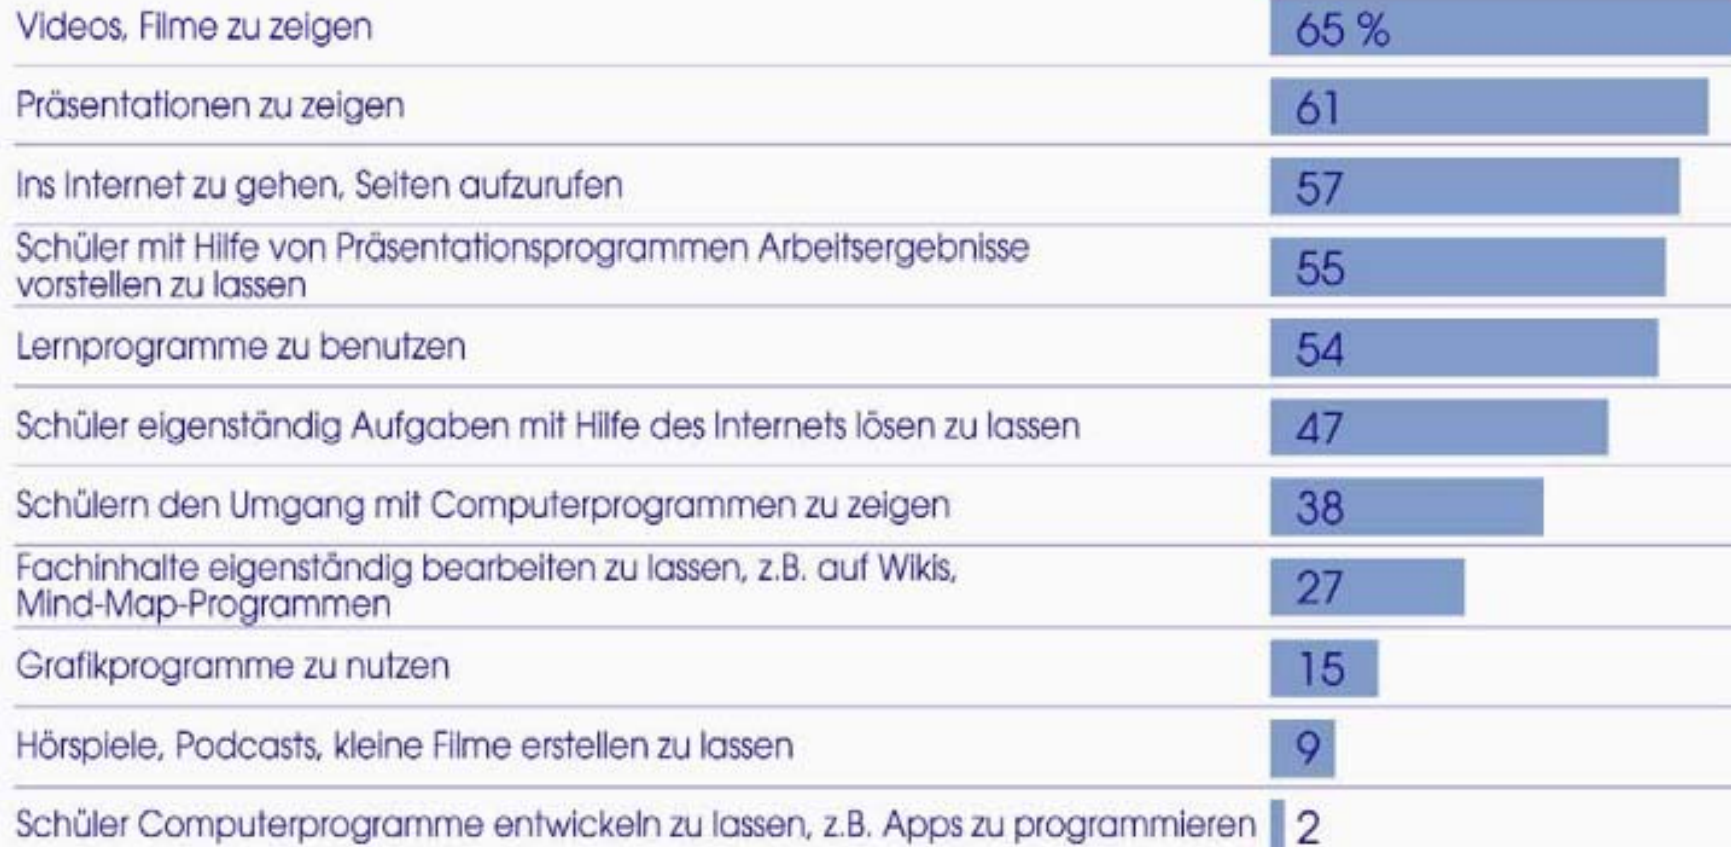 Videos, Filme zu zeigen 65 %
Präsentationen zu zeigen 61
Ins Internet zu gehen, Seiten aufzurufen 57
Schüler mit Hilfe von Präsentationsprogrammen Arbeitsergebnisse
vorstellen zu lassen 55
Lernprogramme zu benutzen 54
Schüler eigenständig Aufgaben mit Hilfe des Internets lösen zu lassen 47
Schülern den Umgang mit Computerprogrammen zu zeigen 38
Fachinhalte eigenständig bearbeiten zu lassen, z.B. auf Wikis,
Mind-Map-Programmen 27
Grafikprogramme zu nutzen 15
Hörspiele, Podcasts, kleine Filme erstellen zu lassen 9
Schüler Computerprogramme entwickeln zu lassen, z.B. Apps zu programmieren 2